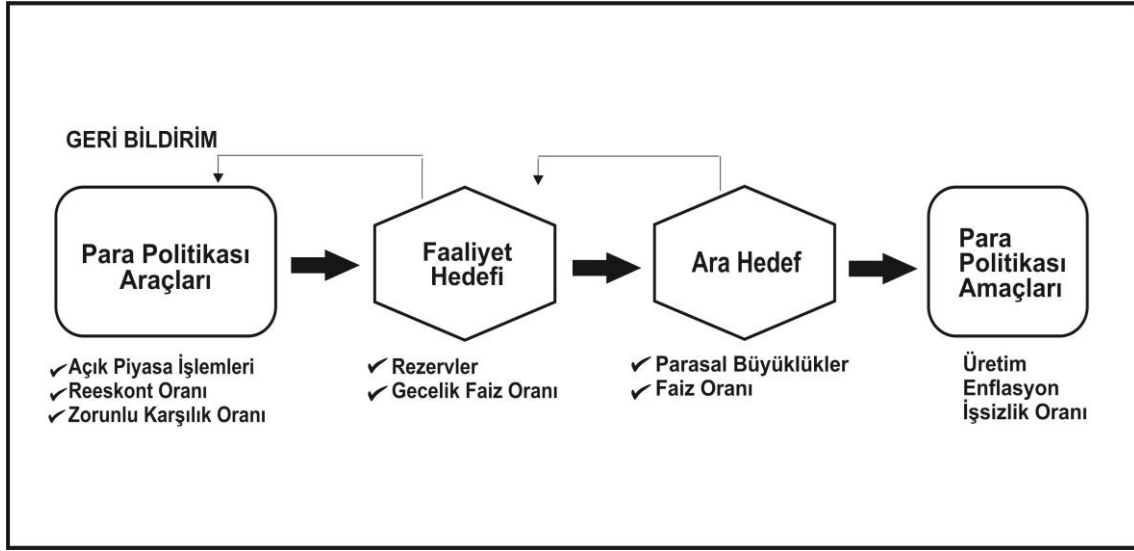 GERİ BİLDİRİM
Para Politikası
Araçları
Faaliyet
Hedefi
Ara Hedef
Para
Politikası
Amaçları
Açık Piyasa İşlemleri
Reeskont Oranı
Zorunlu Karşılık Oranı
Rezervler
Gecelik Faiz Oranı
Parasal Büyüklükler
Faiz Oranı
Üretim
Enflasyon
İşsizlik Oranı